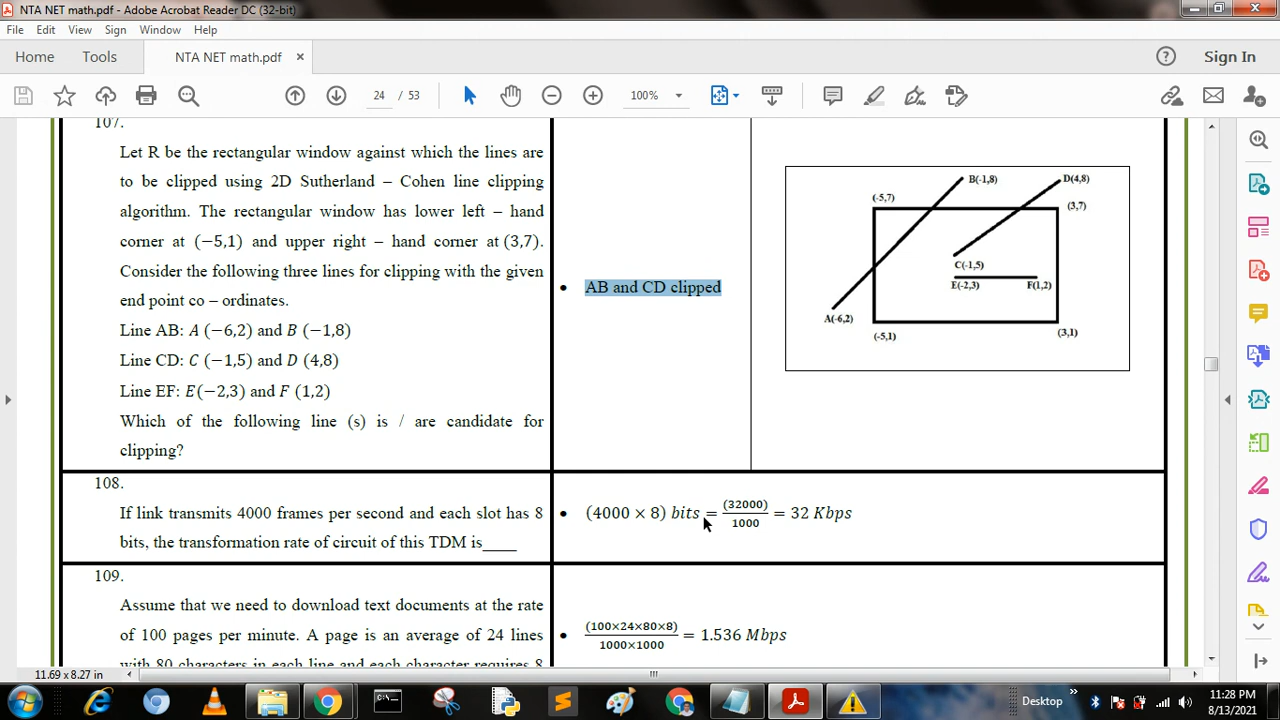 NTA NET math.pdf - Adobe Acrobat Reader DC (32-bit)
File Edit View Sign Window Help
Home Tools NTA NET math.pdf × Sign In
24 / 53 100%
107.
Let R be the rectangular window against which the lines are
to be clipped using 2D Sutherland – Cohen line clipping
algorithm. The rectangular window has lower left – hand
corner at (−5,1) and upper right – hand corner at (3,7).
Consider the following three lines for clipping with the given
end point co – ordinates.
Line AB: A (−6,2) and B (−1,8)
Line CD: C (−1,5) and D (4,8)
Line EF: E(−2,3) and F (1,2)
Which of the following line (s) is / are candidate for
clipping?
• AB and CD clipped
B(-1,8)
D(4,8)
(-5,7)
(3,7)
C(-1,5)
E(-2,3)
F(1,2)
A(-6,2)
(-5,1)
(3,1)
108.
If link transmits 4000 frames per second and each slot has 8
bits, the transformation rate of circuit of this TDM is____
• (4000 × 8) bits = (32000)/1000 = 32 Kbps
109.
Assume that we need to download text documents at the rate
of 100 pages per minute. A page is an average of 24 lines
with 80 characters in each line and each character requires 8
• (100×24×80×8)/1000×1000 = 1.536 Mbps
11.69 x 8.27 in
Desktop
11:28 PM
8/13/2021